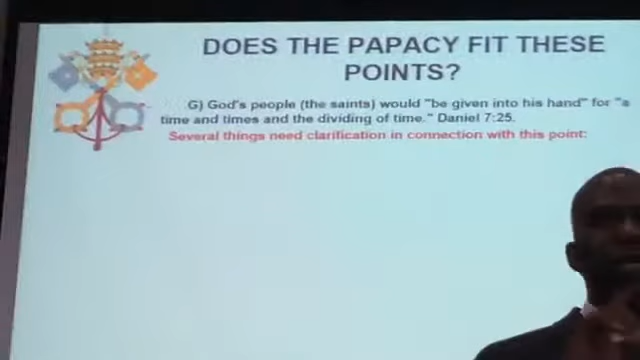 DOES THE PAPACY FIT THESE
POINTS?
G) God's people (the saints) would "be given into his hand" for "a
time and times and the dividing of time." Daniel 7:25.
Several things need clarification in connection with this point: